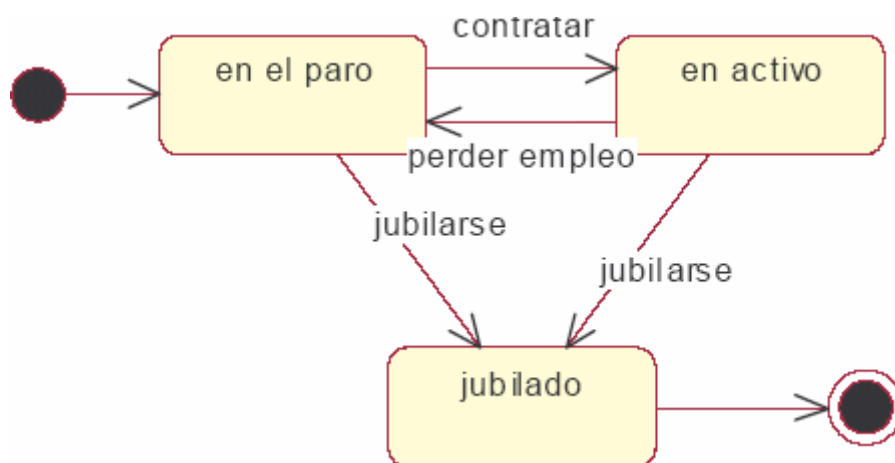 contratar
en el paro
en activo
perder empleo
jubilarse
jubilarse
jubilado